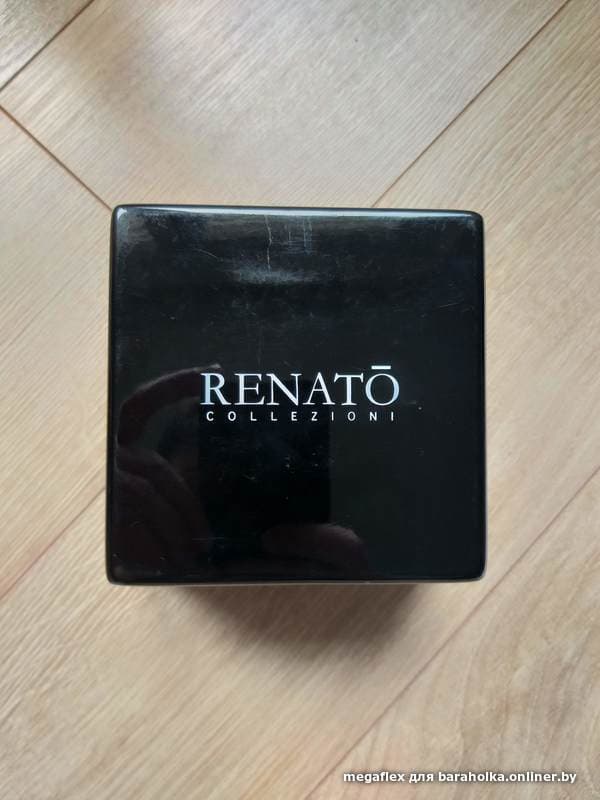 RENATŌ
COLLEZIONI
megaflex для baraholka.onliner.by